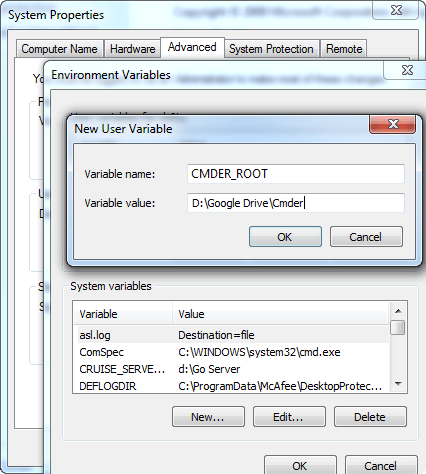 System Properties
Computer Name Hardware Advanced System Protection Remote
Environment Variables
New User Variable
Variable name: CMDER_ROOT
Variable value: D:\Google Drive\Cmder
OK Cancel
System variables
Variable Value
asl.log Destination=file
ComSpec C:\WINDOWS\system32\cmd.exe
CRUISE_SERVE... d:\Go Server
DEFLOGDIR C:\ProgramData\McAfee\DesktopProtec...
New... Edit... Delete
OK Cancel